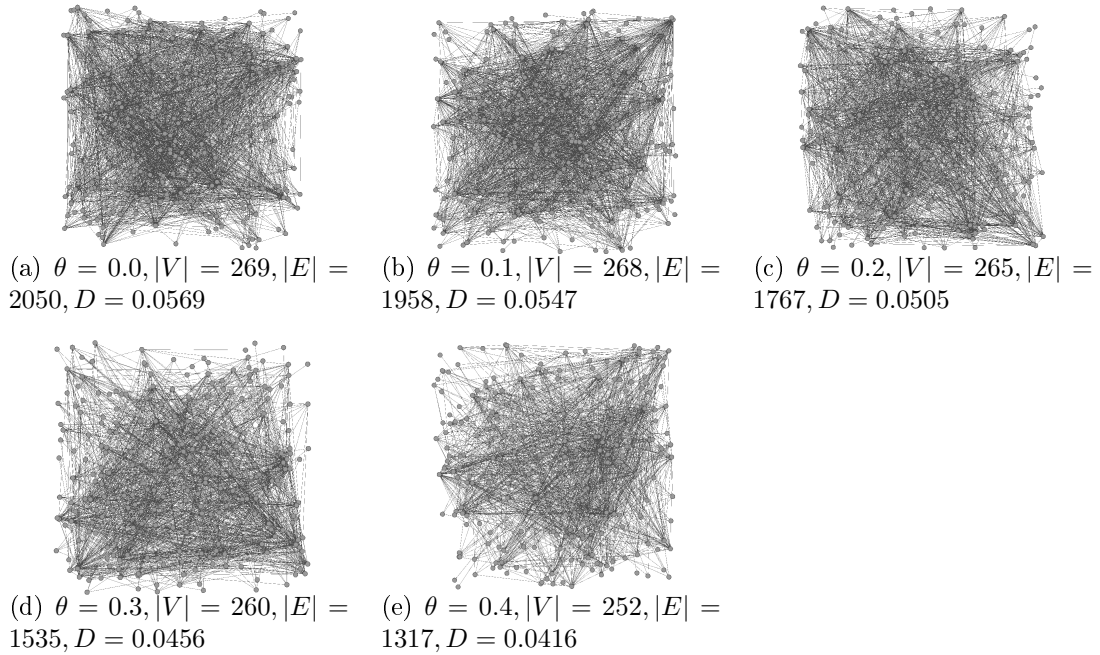 (a) θ = 0.0, |V| = 269, |E| =
2050, D = 0.0569
(b) θ = 0.1, |V| = 268, |E| =
1958, D = 0.0547
(c) θ = 0.2, |V| = 265, |E| =
1767, D = 0.0505
(d) θ = 0.3, |V| = 260, |E| =
1535, D = 0.0456
(e) θ = 0.4, |V| = 252, |E| =
1317, D = 0.0416